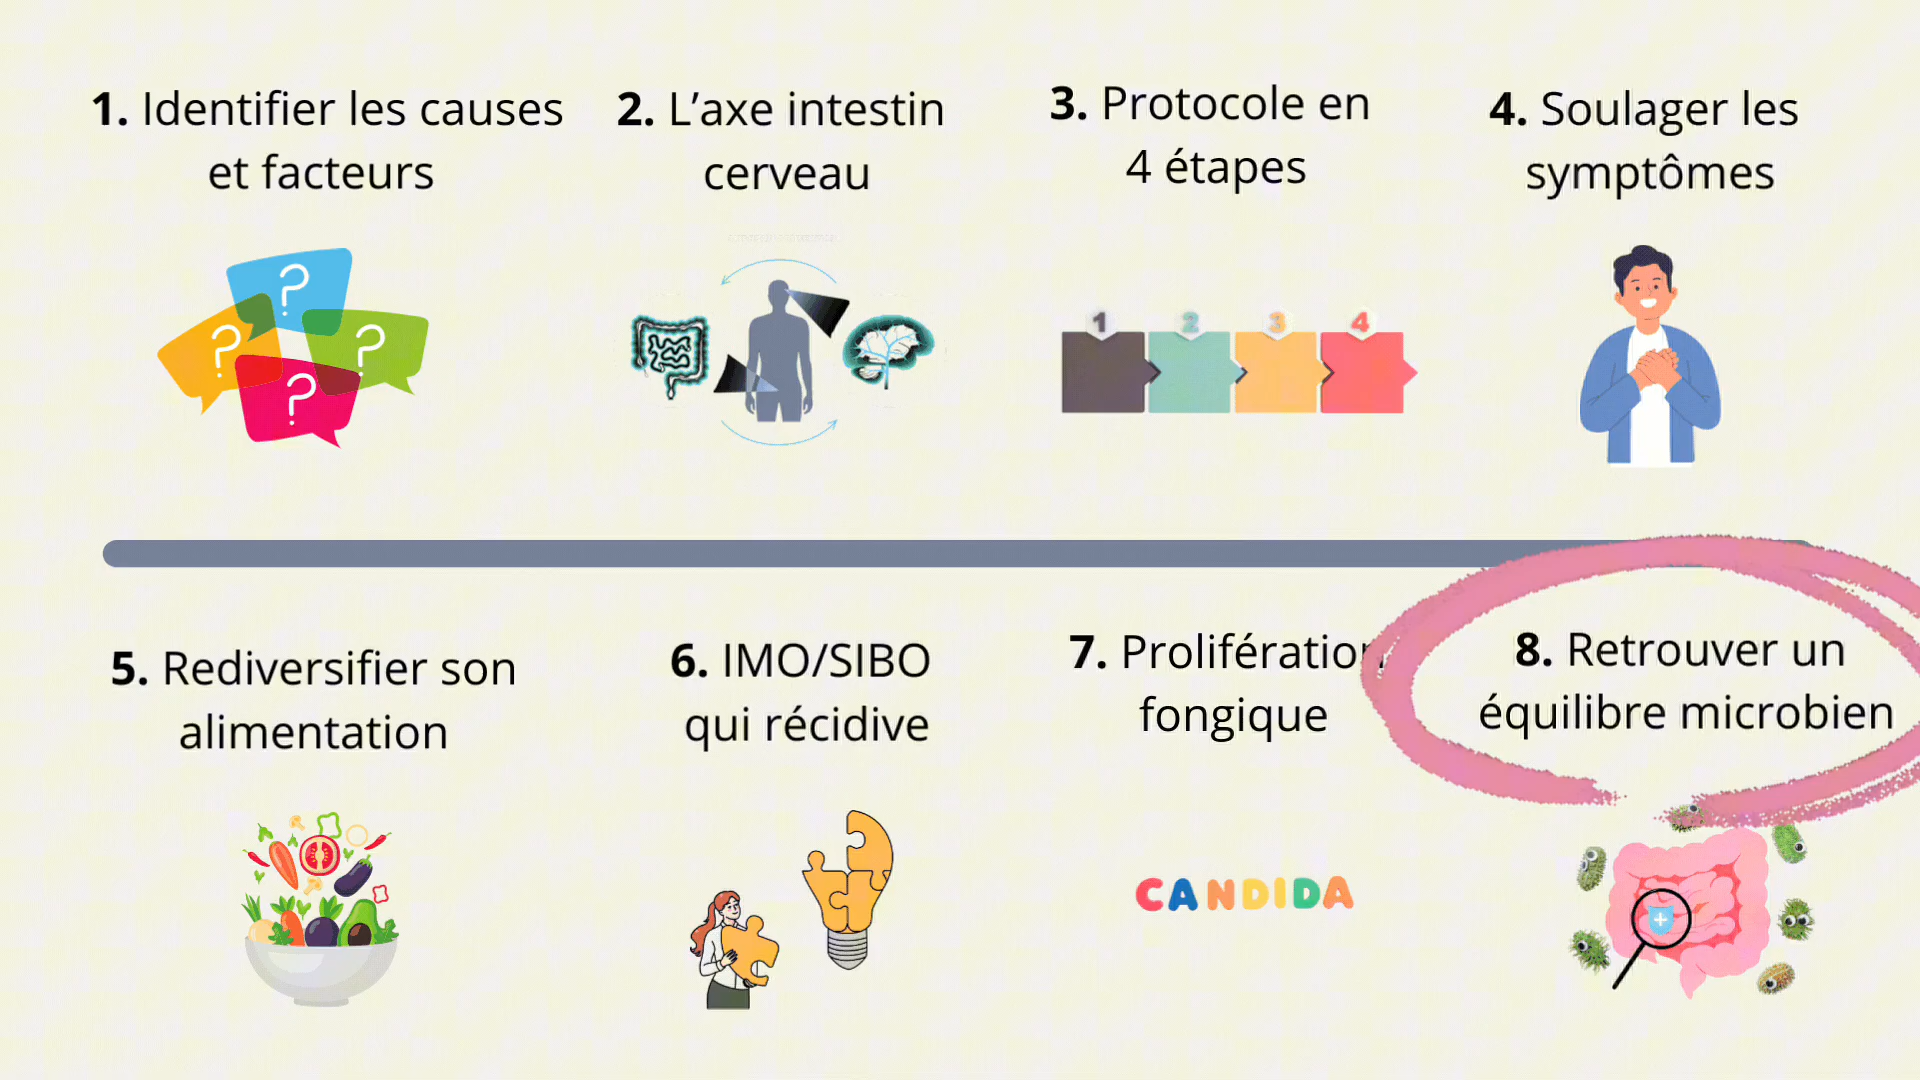 1. Identifier les causes
et facteurs
2. L’axe intestin
cerveau
3. Protocole en
4 étapes
4. Soulager les
symptômes
?
?
?
?
1 2 3 4
5. Rediversifier son
alimentation
6. IMO/SIBO
qui récidive
7. Prolifération
fongique
8. Retrouver un
équilibre microbien
CANDIDA